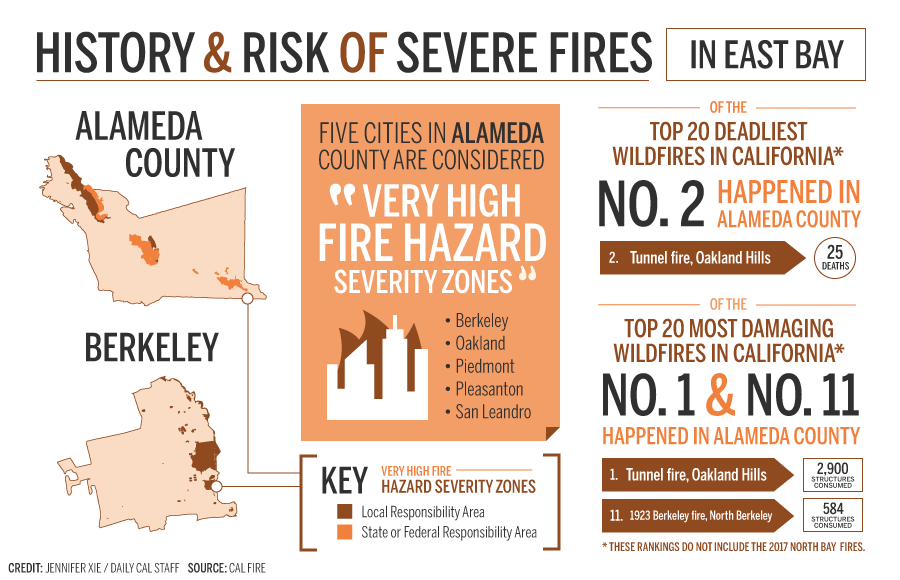 HISTORY & RISK OF SEVERE FIRES
IN EAST BAY
ALAMEDA
COUNTY
BERKELEY
FIVE CITIES IN ALAMEDA
COUNTY ARE CONSIDERED
“VERY HIGH
FIRE HAZARD
SEVERITY ZONES”
• Berkeley
• Oakland
• Piedmont
• Pleasanton
• San Leandro
KEY
VERY HIGH FIRE
HAZARD SEVERITY ZONES
Local Responsibility Area
State or Federal Responsibility Area
OF THE
TOP 20 DEADLIEST
WILDFIRES IN CALIFORNIA*
NO. 2
HAPPENED IN
ALAMEDA COUNTY
2. Tunnel fire, Oakland Hills
25
DEATHS
OF THE
TOP 20 MOST DAMAGING
WILDFIRES IN CALIFORNIA*
NO. 1 & NO. 11
HAPPENED IN ALAMEDA COUNTY
1. Tunnel fire, Oakland Hills
2,900
STRUCTURES
CONSUMED
11. 1923 Berkeley fire, North Berkeley
584
STRUCTURES
CONSUMED
* THESE RANKINGS DO NOT INCLUDE THE 2017 NORTH BAY FIRES.
CREDIT: JENNIFER XIE / DAILY CAL STAFF SOURCE: CAL FIRE